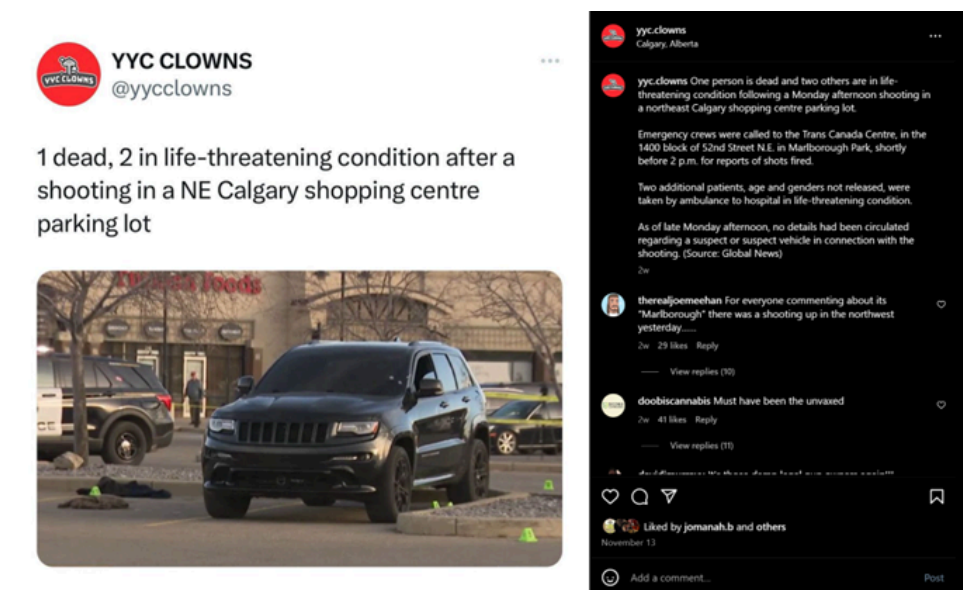 YYC CLOWNS
YYC CLOWNS
@yycclowns
1 dead, 2 in life-threatening condition after a
shooting in a NE Calgary shopping centre
parking lot
Foods
yyc.clowns
Calgary, Alberta
yyc.clowns One person is dead and two others are in life-
threatening condition following a Monday afternoon shooting in
a northeast Calgary shopping centre parking lot.
Emergency crews were called to the Trans Canada Centre, in the
1400 block of 52nd Street N.E. in Marlborough Park, shortly
before 2 p.m. for reports of shots fired.
Two additional patients, age and genders not released, were
taken by ambulance to hospital in life-threatening condition.
As of late Monday afternoon, no details had been circulated
regarding a suspect or suspect vehicle in connection with the
shooting. (Source: Global News)
2w
therealjoemeehan For everyone commenting about its
"Marlborough" there was a shooting up in the northwest
yesterday.....
2w 29 likes Reply
View replies (10)
doobiscannabis Must have been the unvaxed
2w 41 likes Reply
View replies (11)
Liked by jomanah.b and others
November 13
Add a comment...
Post